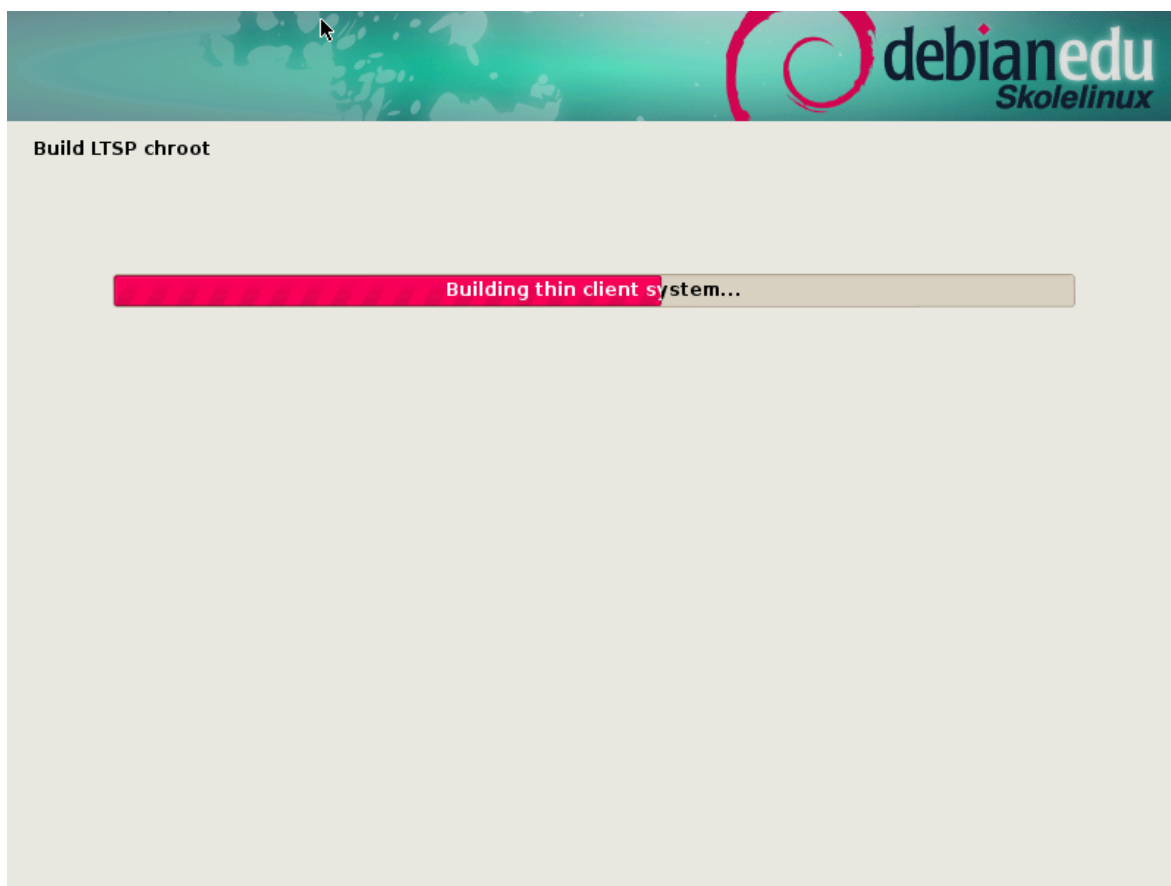 debianedu
Skolelinux
Build LTSP chroot
Building thin client system...